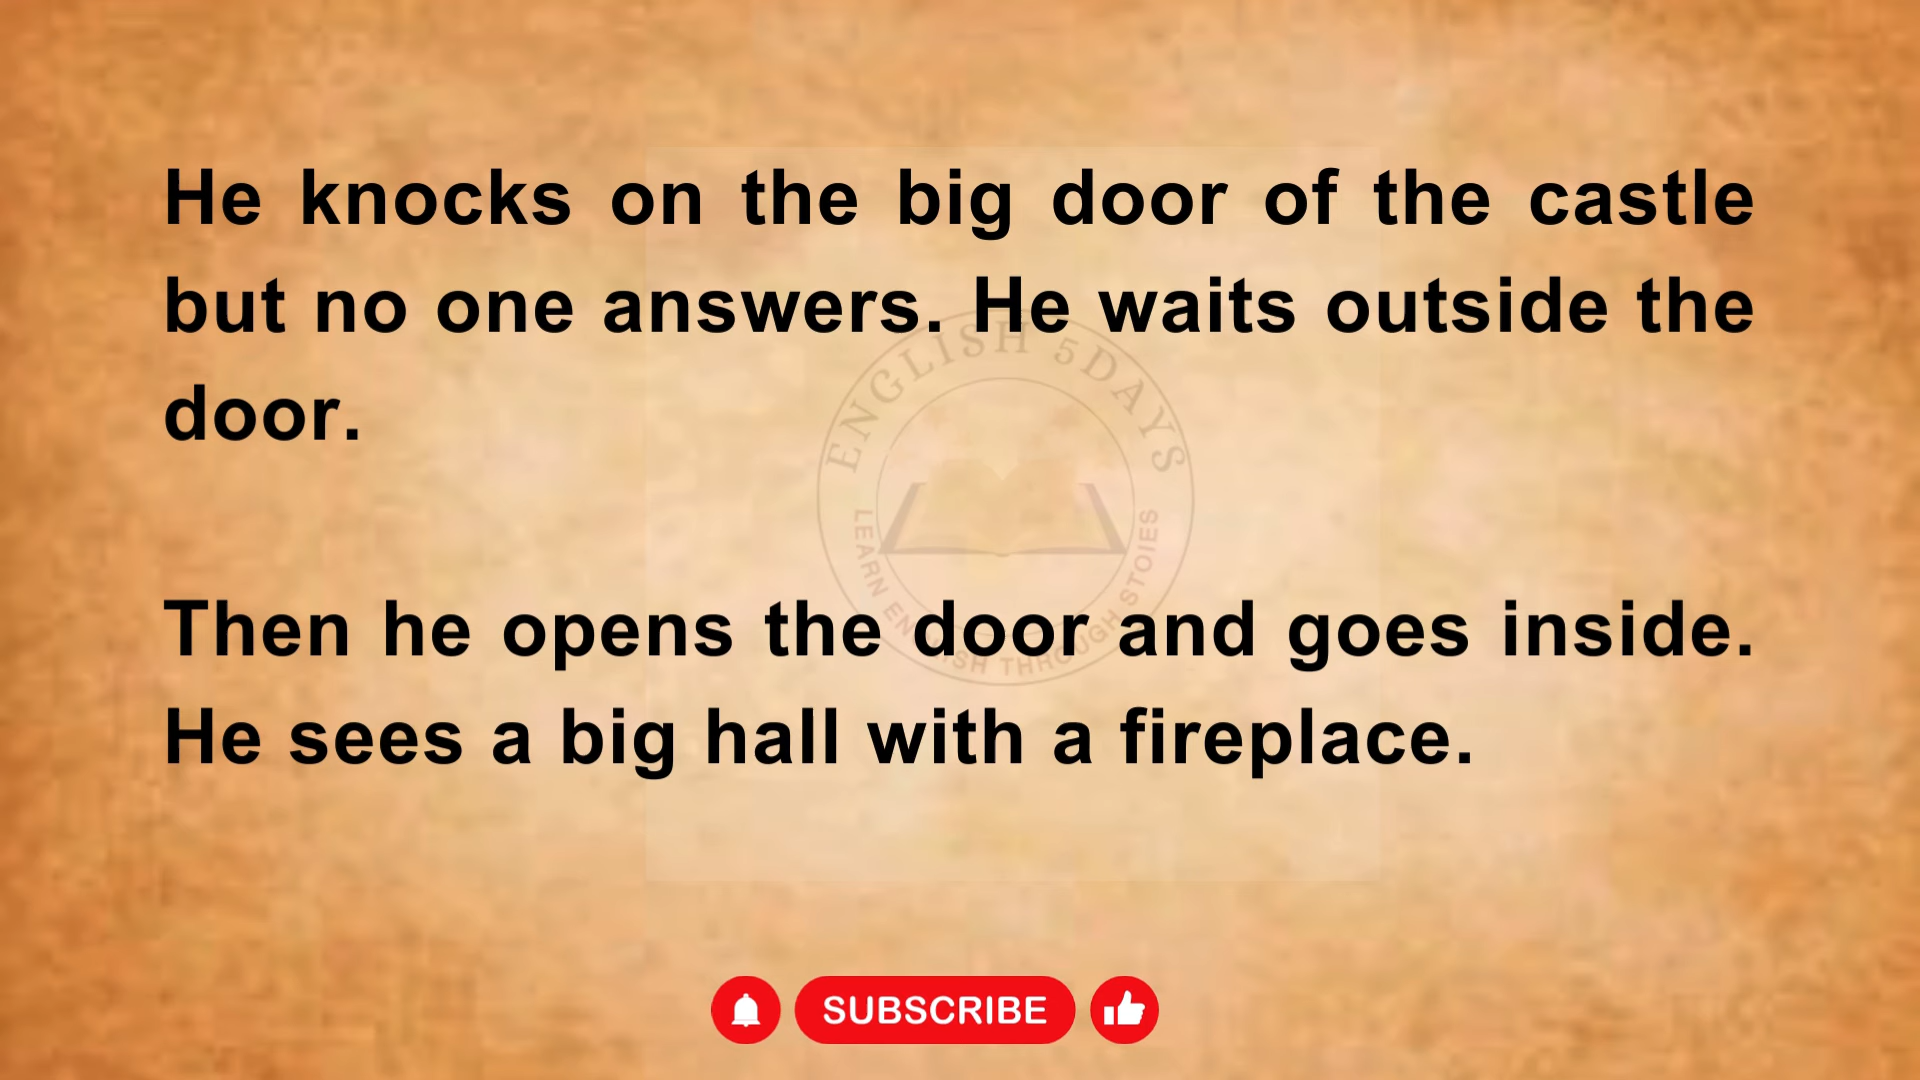 He knocks on the big door of the castle
but no one answers. He waits outside the
door.
ENGLISH 5DAYS
Then he opens the door and goes inside.
LEARN ENGLISH THROUGH STOIES
He sees a big hall with a fireplace.
SUBSCRIBE